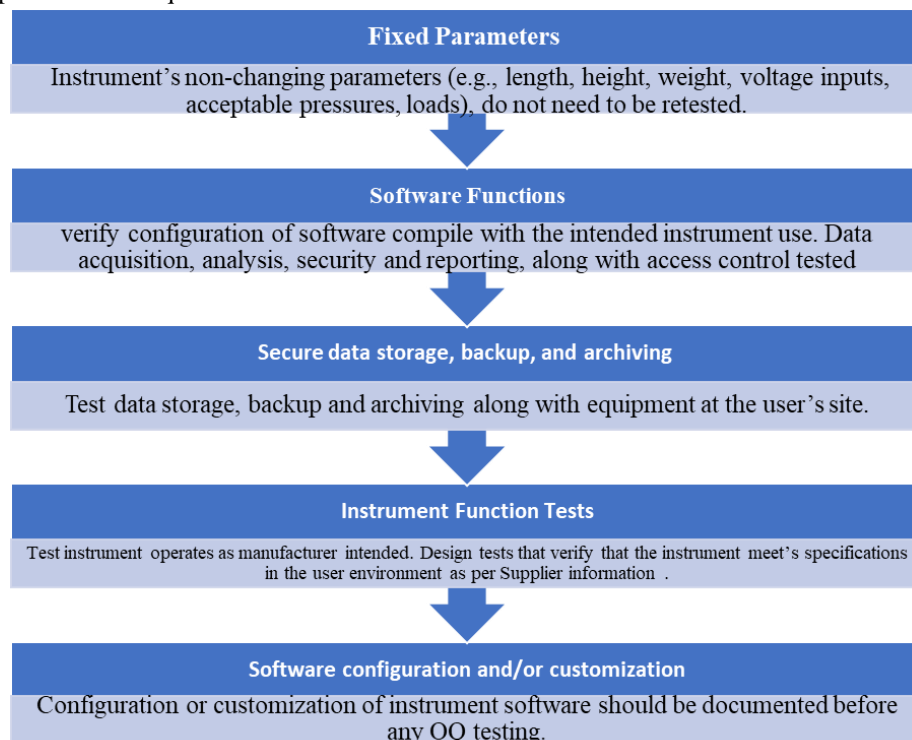 Fixed Parameters
Instrument's non-changing parameters (e.g., length, height, weight, voltage inputs,
acceptable pressures, loads), do not need to be retested.
Software Functions
verify configuration of software compile with the intended instrument use. Data
acquisition, analysis, security and reporting, along with access control tested
Secure data storage, backup, and archiving
Test data storage, backup and archiving along with equipment at the user's site.
Instrument Function Tests
Test instrument operates as manufacturer intended. Design tests that verify that the instrument meet's specifications
in the user environment as per Supplier information .
Software configuration and/or customization
Configuration or customization of instrument software should be documented before
any OQ testing.